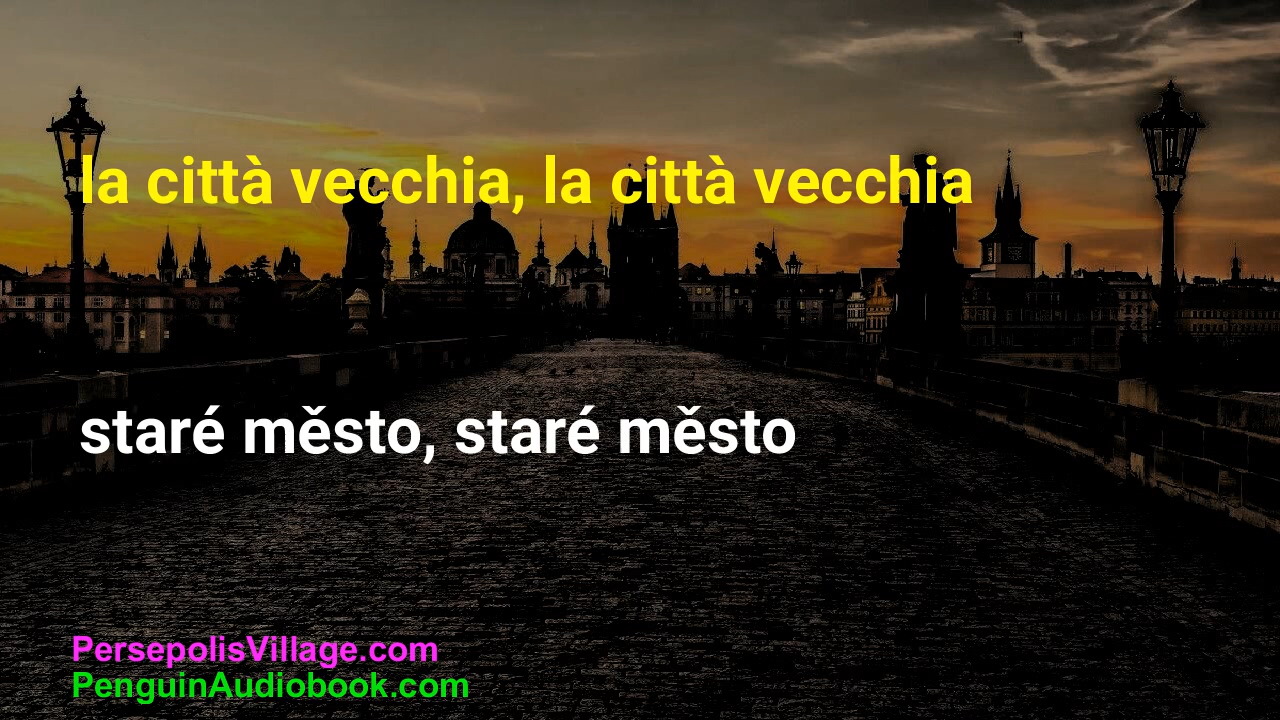 la città vecchia, la città vecchia
staré město, staré město
PersepolisVillage.com
PenguinAudiobook.com